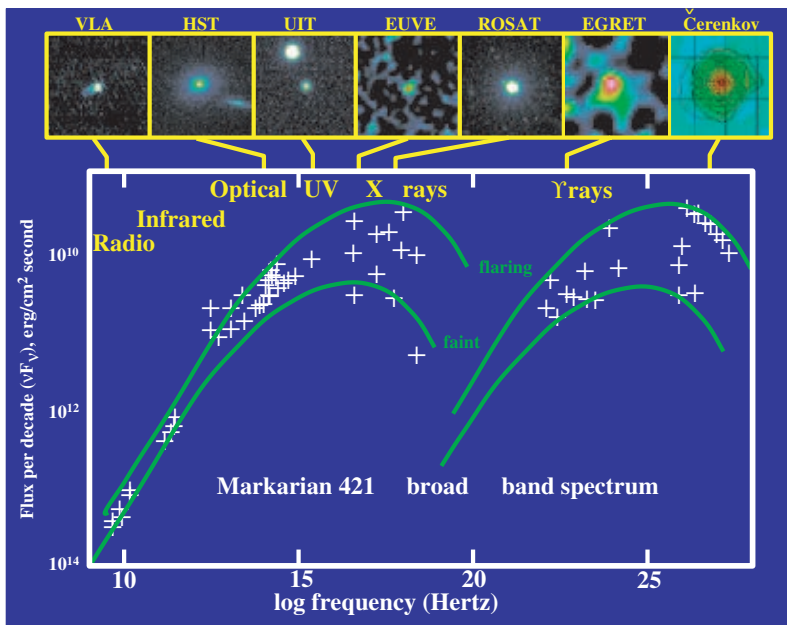 VLA HST UIT EUVE ROSAT EGRET Čerenkov
Optical UV X rays ϒrays
Infrared
Radio
flaring
faint
Markarian 421 broad band spectrum
Flux per decade (νFν), erg/cm² second
10¹⁰
10¹²
10¹⁴
10 15 20 25
log frequency (Hertz)